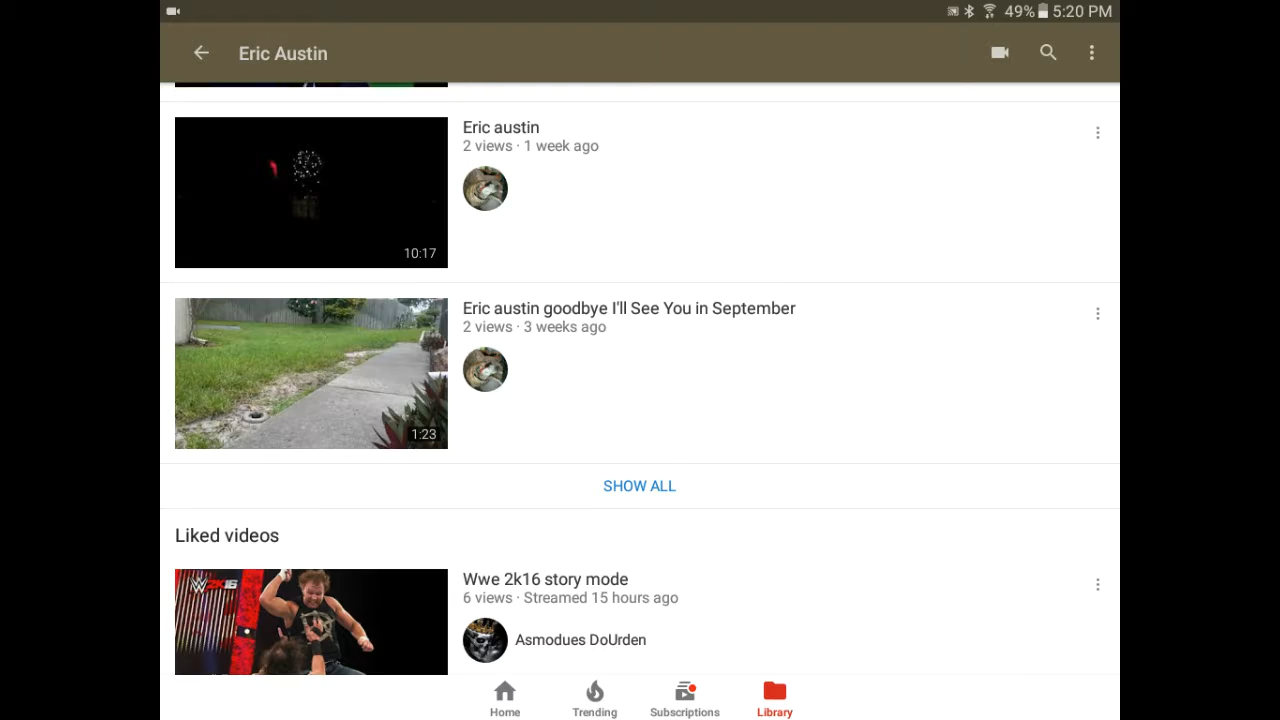 49% 5:20 PM
Eric Austin
Eric austin
2 views · 1 week ago
10:17
Eric austin goodbye I'll See You in September
2 views · 3 weeks ago
1:23
SHOW ALL
Liked videos
W 2K16
Wwe 2k16 story mode
6 views · Streamed 15 hours ago
Asmodues DoUrden
Home Trending Subscriptions Library